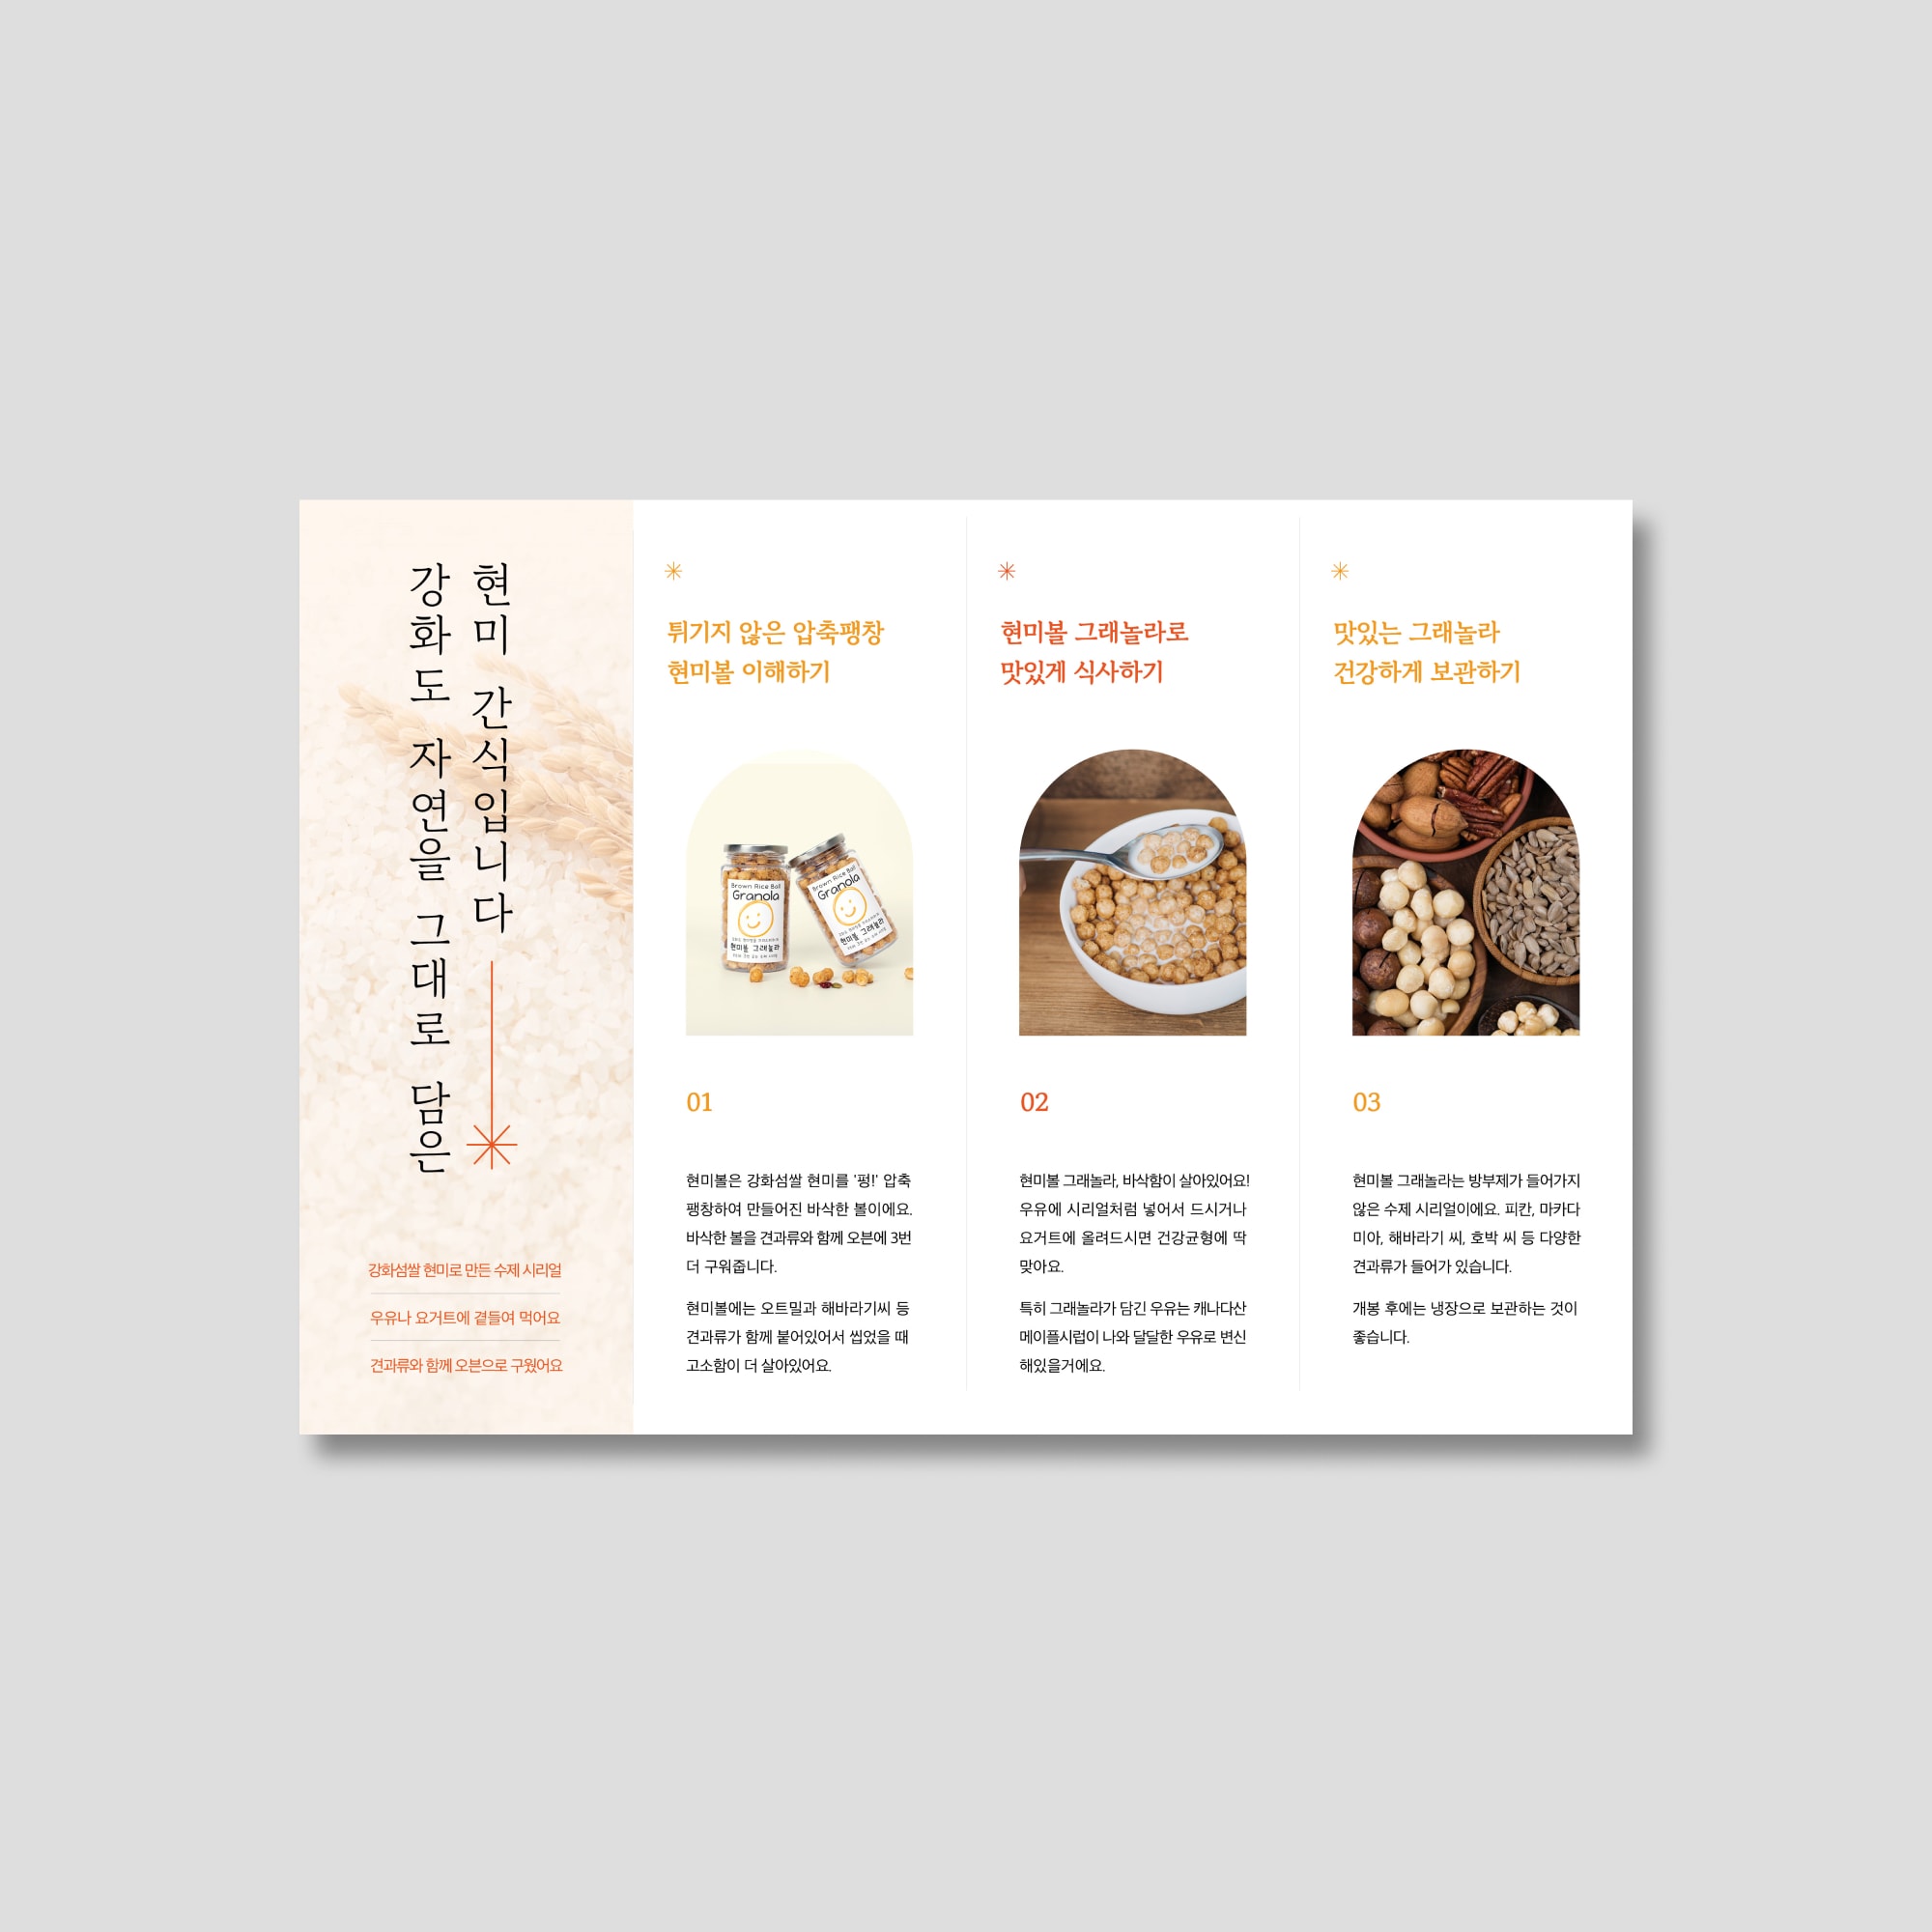 강화도 자연을 그대로 담은
현미 간식입니다
강화섬쌀 현미로 만든 수제 시리얼
우유나 요거트에 곁들여 먹어요
견과류와 함께 오븐으로 구웠어요
튀기지 않은 압축팽창
현미볼 이해하기
Brown Rice Ball
Granola
현미볼 그래놀라
Brown Rice Ball
Granola
현미볼 그래놀라
01
현미볼은 강화섬쌀 현미를 '펑!' 압축
팽창하여 만들어진 바삭한 볼이에요.
바삭한 볼을 견과류와 함께 오븐에 3번
더 구워줍니다.
현미볼에는 오트밀과 해바라기씨 등
견과류가 함께 붙어있어서 씹었을 때
고소함이 더 살아있어요.
현미볼 그래놀라로
맛있게 식사하기
02
현미볼 그래놀라, 바삭함이 살아있어요!
우유에 시리얼처럼 넣어서 드시거나
요거트에 올려드시면 건강균형에 딱
맞아요.
특히 그래놀라가 담긴 우유는 캐나다산
메이플시럽이 나와 달달한 우유로 변신
해있을거에요.
맛있는 그래놀라
건강하게 보관하기
03
현미볼 그래놀라는 방부제가 들어가지
않은 수제 시리얼이에요. 피칸, 마카다
미아, 해바라기 씨, 호박 씨 등 다양한
견과류가 들어가 있습니다.
개봉 후에는 냉장으로 보관하는 것이
좋습니다.